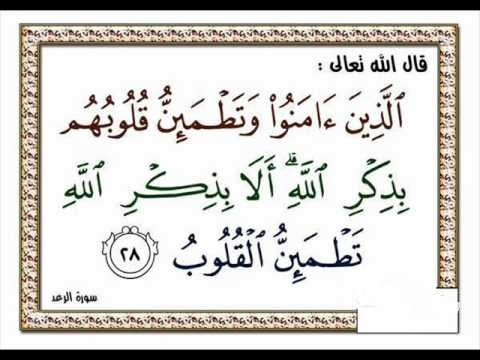 قال الله تعالى :
ٱلَّذِينَ ءَامَنُوا۟ وَتَطْمَئِنُّ قُلُوبُهُم
بِذِكْرِ ٱللَّهِ ۗ أَلَا بِذِكْرِ ٱللَّهِ
تَطْمَئِنُّ ٱلْقُلُوبُ ٢٨
سورة الرعد